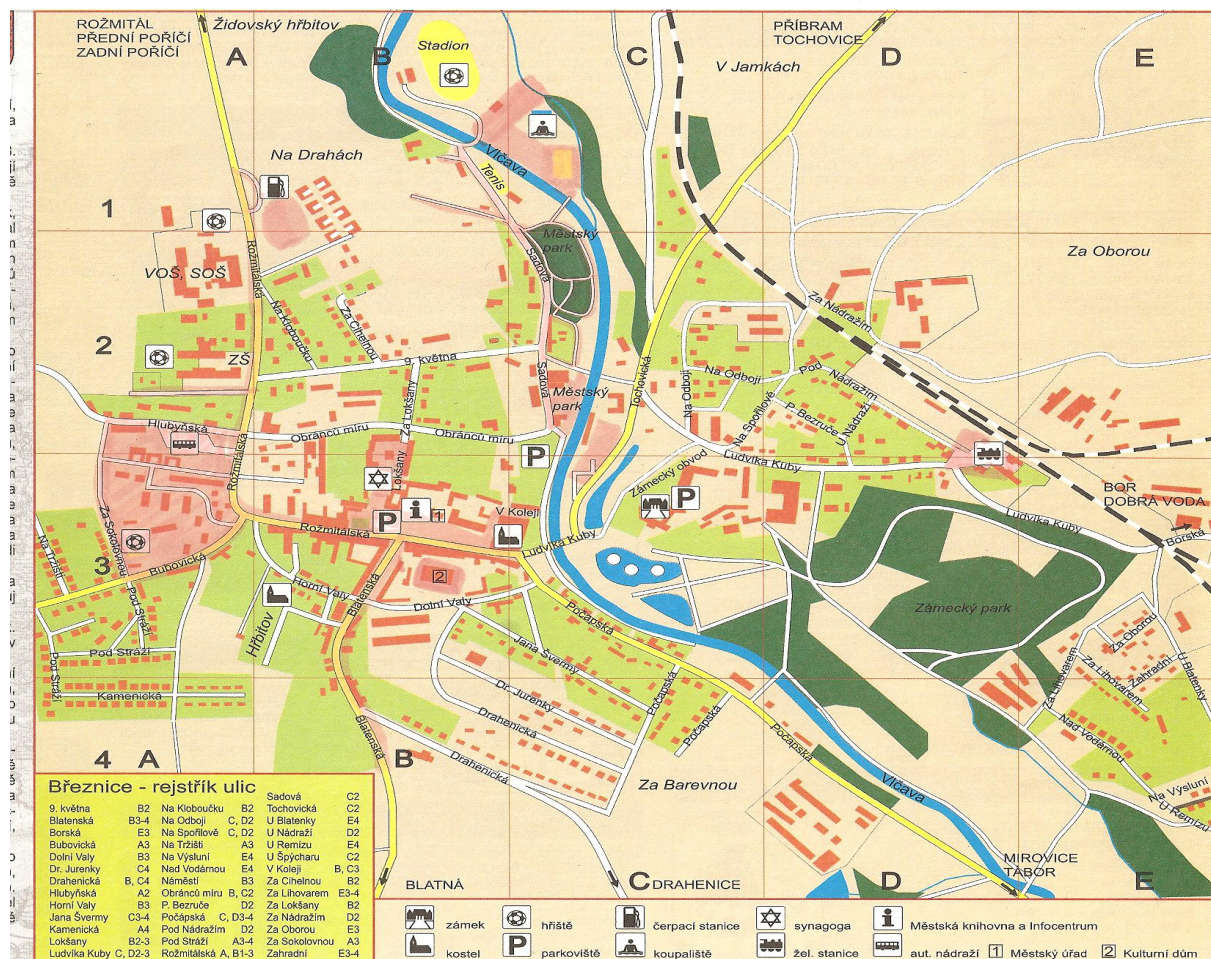 ROŽMITÁL
PŘEDNÍ POŘÍČÍ
ZADNÍ POŘÍČÍ
Židovský hřbitov
Stadion
PŘÍBRAM
TOCHOVICE
V Jamkách
A
B
C
D
E
Na Drahách
Vlčava
Tenis
1
Městský
park
Sadová
Rožmitálská
VOŠ, SOŠ
Za Oborou
Na Kloboučku
Za Cihelnou
Za Nádražím
2
ZŠ
9. května
Za Lokšany
Sadová
Městský
park
Tochovická
Na Odboji
Na Odboji
Pod Nádražím
Na Spořilově
P. Bezruče
U Nádraží
Hlubyňská
Obránců míru
Obránců míru
Rožmitálská
Lokšany
P
Ludvíka Kuby
Zámecký obvod
P
BOR
DOBRÁ VODA
i
1
P
V Koleji
Rožmitálská
Ludvíka Kuby
Ludvíka Kuby
Borská
Za Sokolovnou
Na Tržišti
3
Bubovická
2
Horní Valy
Blatenská
Dolní Valy
Počapská
Zámecký park
Hřbitov
Pod Stráží
Pod Stráží
Pod Stráží
Jana Švermy
Za Oborou
Za Lihovarem
Za Lihovarem
Zahradní
U Blatenky
Kamenická
Dr. Jurenky
Počapská
Počapská
Drahenická
Nad Vodárnou
Blatenská
Drahenická
Počapská
4
A
B
Za Barevnou
Vlčava
Na Výsluní
U Remízu
MIROVICE
TÁBOR
BLATNÁ
C
DRAHENICE
D
E
Březnice - rejstřík ulic
9. května B2
Blatenská B3-4
Borská E3
Bubovická A3
Dolní Valy B3
Dr. Jurenky C4
Drahenická B, C4
Hlubyňská A2
Horní Valy B3
Jana Švermy C3-4
Kamenická A4
Lokšany B2-3
Ludvíka Kuby C, D2-3
Na Kloboučku B2
Na Odboji C, D2
Na Spořilově C, D2
Na Tržišti A3
Na Výsluní E4
Nad Vodárnou E4
Náměstí B3
Obránců míru B, C2
P. Bezruče D2
Počápská C, D3-4
Pod Nádražím D2
Pod Stráží A3-4
Rožmitálská A, B1-3
Sadová C2
Tochovická C2
U Blatenky E4
U Nádraží D2
U Remízu E4
U Špýcharu C2
V Koleji B, C3
Za Cihelnou B2
Za Lihovarem E3-4
Za Lokšany B2
Za Nádražím D2
Za Oborou E3
Za Sokolovnou A3
Zahradní E3-4
zámek
hřiště
čerpací stanice
synagoga
i Městská knihovna a Infocentrum
kostel
P parkoviště
koupaliště
žel. stanice
aut. nádraží
1 Městský úřad
2 Kulturní dům